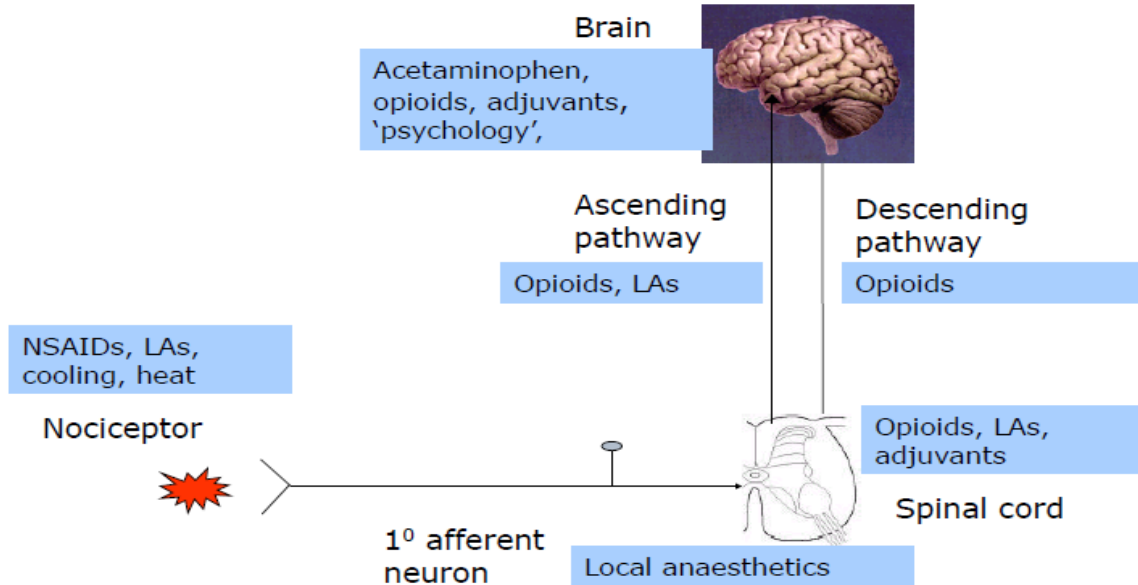 Brain
Acetaminophen,
opioids, adjuvants,
‘psychology’,
Ascending
pathway
Opioids, LAs
Descending
pathway
Opioids
NSAIDs, LAs,
cooling, heat
Nociceptor
Opioids, LAs,
adjuvants
Spinal cord
1⁰ afferent
neuron
Local anaesthetics